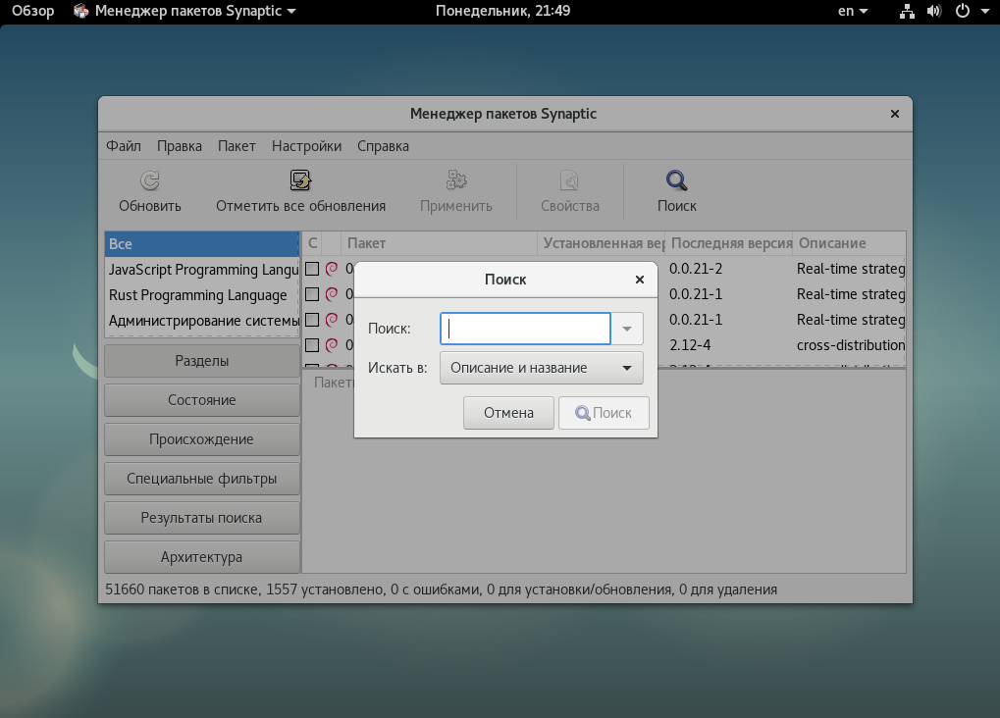 Обзор Менеджер пакетов Synaptic Понедельник, 21:49 en
Менеджер пакетов Synaptic
Файл Правка Пакет Настройки Справка
Обновить Отметить все обновления Применить Свойства Поиск
Все
JavaScript Programming Langu
Rust Programming Language
Администрирование системы
Разделы
Состояние
Происхождение
Специальные фильтры
Результаты поиска
Архитектура
С Пакет Установленная вер Последняя версия Описание
0.0.21-2 Real-time strateg
0.0.21-1 Real-time strateg
0.0.21-1 Real-time strateg
2.12-4 cross-distribution
Поиск
Поиск:
Искать в: Описание и название
Отмена Поиск
51660 пакетов в списке, 1557 установлено, 0 с ошибками, 0 для установки/обновления, 0 для удаления